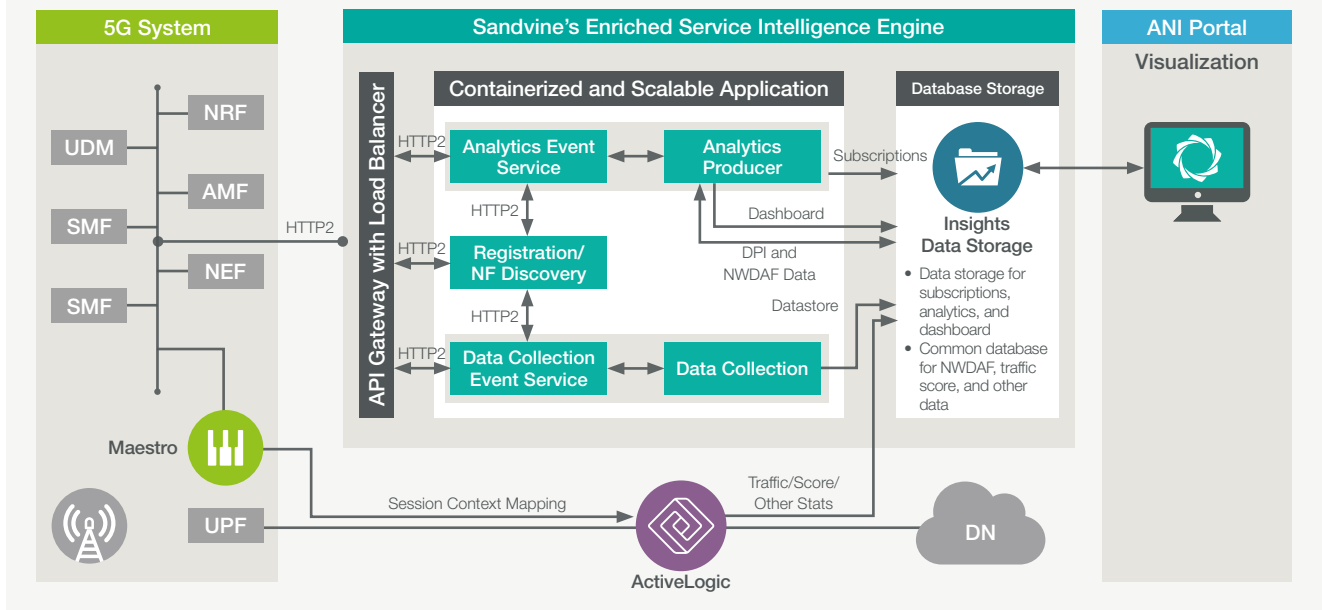 5G System
Sandvine's Enriched Service Intelligence Engine
ANI Portal
Visualization
NRF
UDM
AMF
SMF
NEF
SMF
HTTP2
Maestro
UPF
API Gateway with Load Balancer
Containerized and Scalable Application
HTTP2
Analytics Event
Service
Analytics
Producer
HTTP2
HTTP2
Registration/
NF Discovery
HTTP2
HTTP2
Data Collection
Event Service
Data Collection
Subscriptions
Dashboard
DPI and
NWDAF Data
Datastore
Database Storage
Insights
Data Storage
• Data storage for
subscriptions,
analytics, and
dashboard
• Common database
for NWDAF, traffic
score, and other
data
Session Context Mapping
ActiveLogic
Traffic/Score/
Other Stats
DN